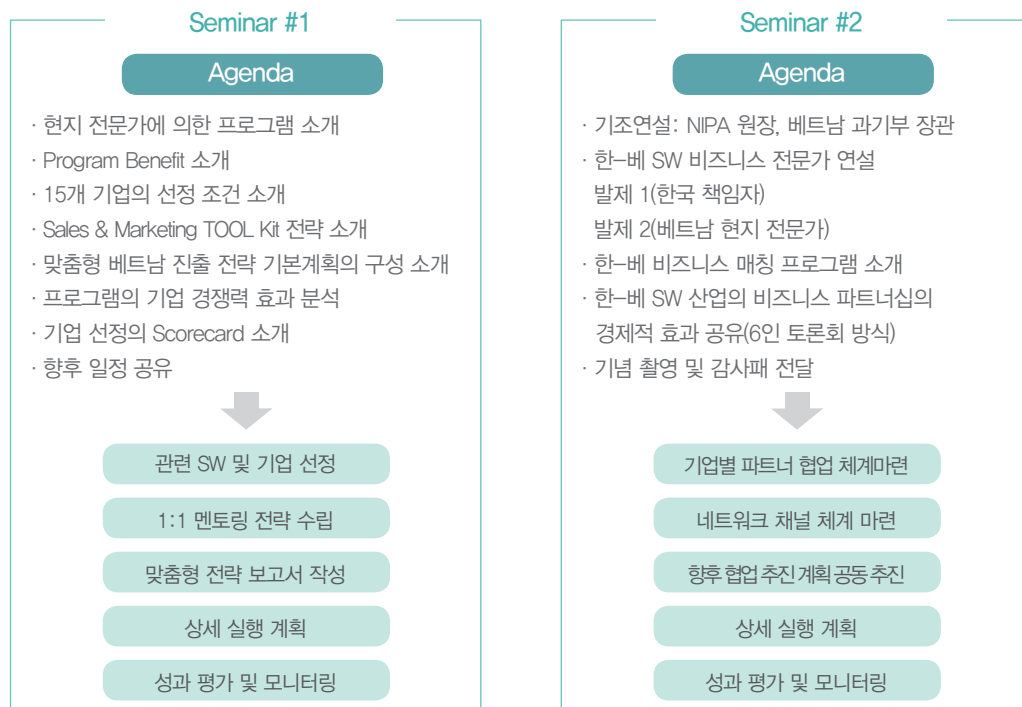 Seminar #1
Agenda
· 현지 전문가에 의한 프로그램 소개
· Program Benefit 소개
· 15개 기업의 선정 조건 소개
· Sales & Marketing TOOL Kit 전략 소개
· 맞춤형 베트남 진출 전략 기본계획의 구성 소개
· 프로그램의 기업 경쟁력 효과 분석
· 기업 선정의 Scorecard 소개
· 향후 일정 공유
관련 SW 및 기업 선정
1:1 멘토링 전략 수립
맞춤형 전략 보고서 작성
상세 실행 계획
성과 평가 및 모니터링
Seminar #2
Agenda
· 기조연설: NIPA 원장, 베트남 과기부 장관
· 한-베 SW 비즈니스 전문가 연설
발제 1(한국 책임자)
발제 2(베트남 현지 전문가)
· 한-베 비즈니스 매칭 프로그램 소개
· 한-베 SW 산업의 비즈니스 파트너십의
경제적 효과 공유(6인 토론회 방식)
· 기념 촬영 및 감사패 전달
기업별 파트너 협업 체계마련
네트워크 채널 체계 마련
향후 협업 추진 계획 공동 추진
상세 실행 계획
성과 평가 및 모니터링